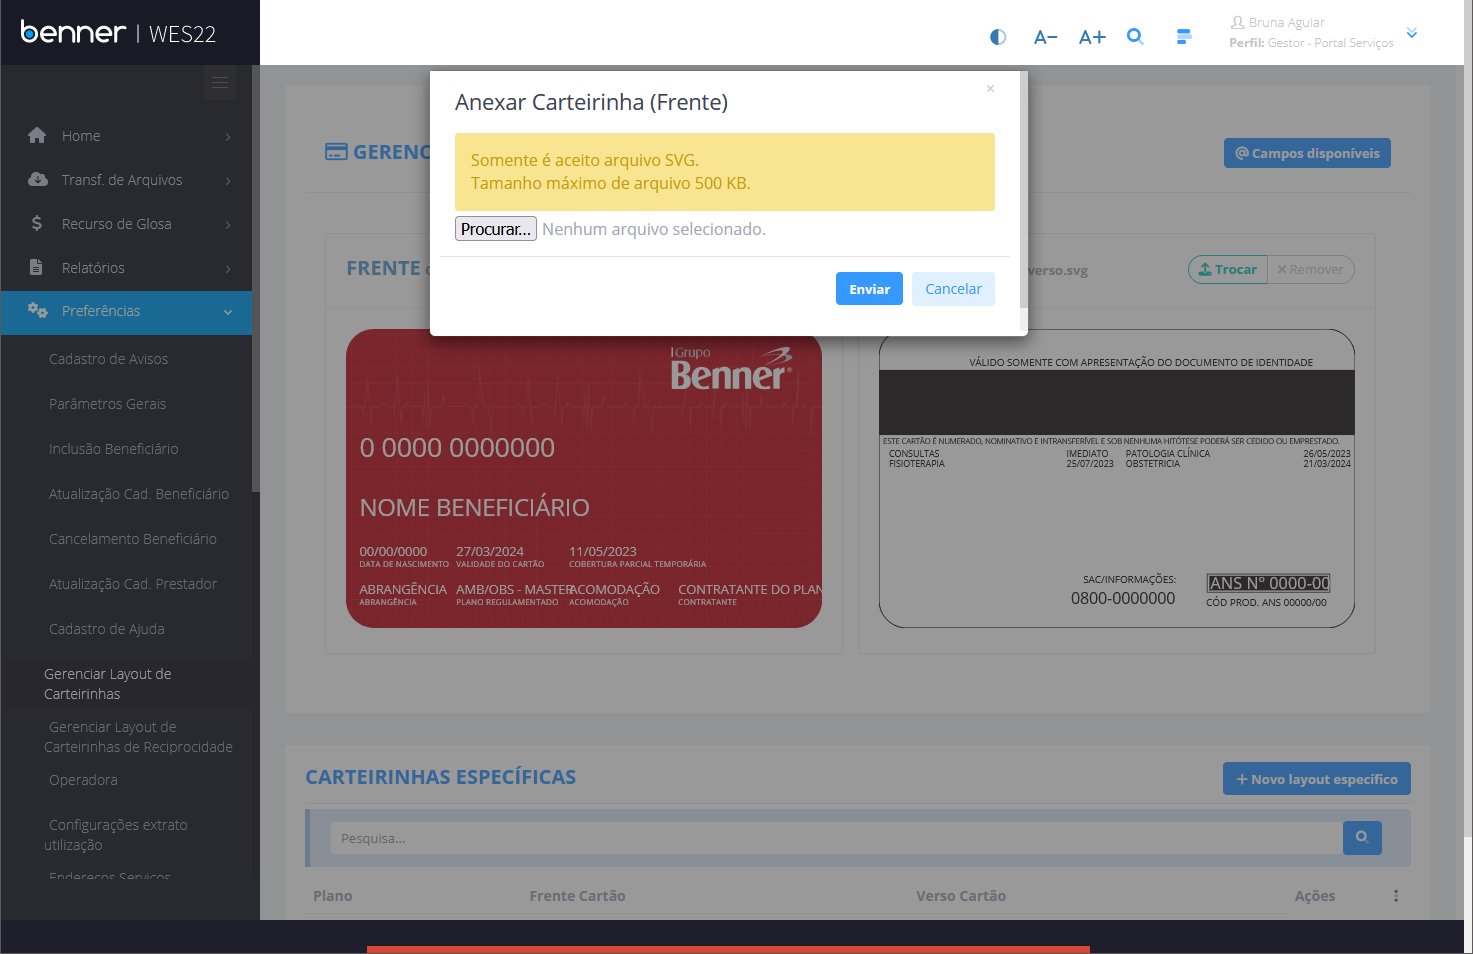 benner | WES22
Bruna Aguiar
A− A+
Perfil: Gestor - Portal Serviços
Home
Transf. de Arquivos
Recurso de Glosa
Relatórios
Preferências
Cadastro de Avisos
Parâmetros Gerais
Inclusão Beneficiário
Atualização Cad. Beneficiário
Cancelamento Beneficiário
Atualização Cad. Prestador
Cadastro de Ajuda
Gerenciar Layout de
Carteirinhas
Gerenciar Layout de
Carteirinhas de Reciprocidade
Operadora
Configurações extrato
utilização
Endereços Serviços
Anexar Carteirinha (Frente)
×
Somente é aceito arquivo SVG.
Tamanho máximo de arquivo 500 KB.
Procurar... Nenhum arquivo selecionado.
Enviar Cancelar
GERENC
Campos disponíveis
FRENTE
verso.svg
Trocar Remover
Grupo
Benner
0 0000 0000000
NOME BENEFICIÁRIO
00/00/0000 27/03/2024 11/05/2023
DATA DE NASCIMENTO VALIDADE DO CARTÃO COBERTURA PARCIAL TEMPORÁRIA
ABRANGÊNCIA AMB/OBS - MASTER ACOMODAÇÃO CONTRATANTE DO PLAN
ABRANGÊNCIA PLANO REGULAMENTADO ACOMODAÇÃO CONTRATANTE
VÁLIDO SOMENTE COM APRESENTAÇÃO DO DOCUMENTO DE IDENTIDADE
ESTE CARTÃO É NUMERADO, NOMINATIVO E INTRANSFERÍVEL E SOB NENHUMA HITÓTESE PODERÁ SER CEDIDO OU EMPRESTADO.
CONSULTAS IMEDIATO PATOLOGIA CLÍNICA 26/05/2023
FISIOTERAPIA 25/07/2023 OBSTETRICIA 21/03/2024
SAC/INFORMAÇÕES:
0800-0000000
ANS Nº 0000-00
CÓD PROD. ANS 00000/00
CARTEIRINHAS ESPECÍFICAS
Novo layout específico
Pesquisa...
Plano Frente Cartão Verso Cartão Ações